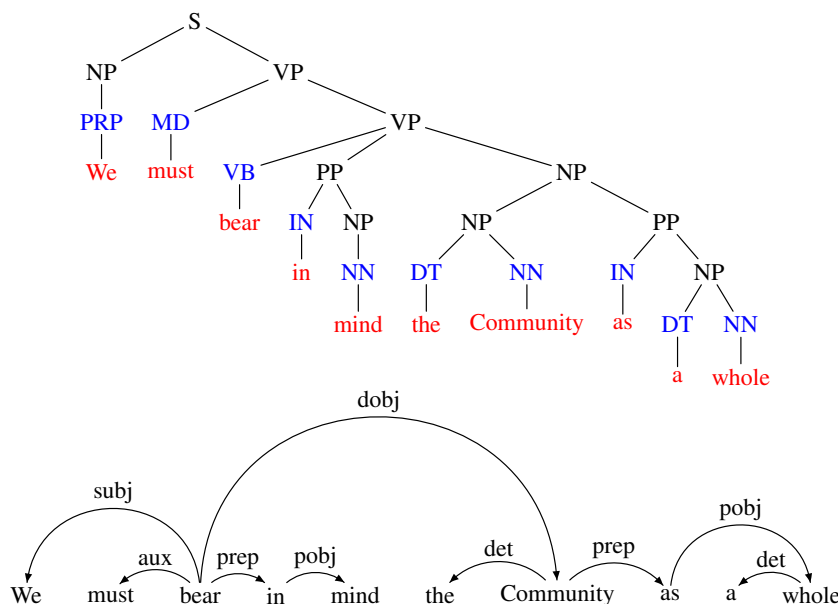 S
NP VP
PRP MD VP
We must VB PP NP
bear IN NP NP PP
in NN DT NN IN NP
mind the Community as DT NN
a whole
dobj
subj pobj
aux prep pobj det prep det
We must bear in mind the Community as a whole